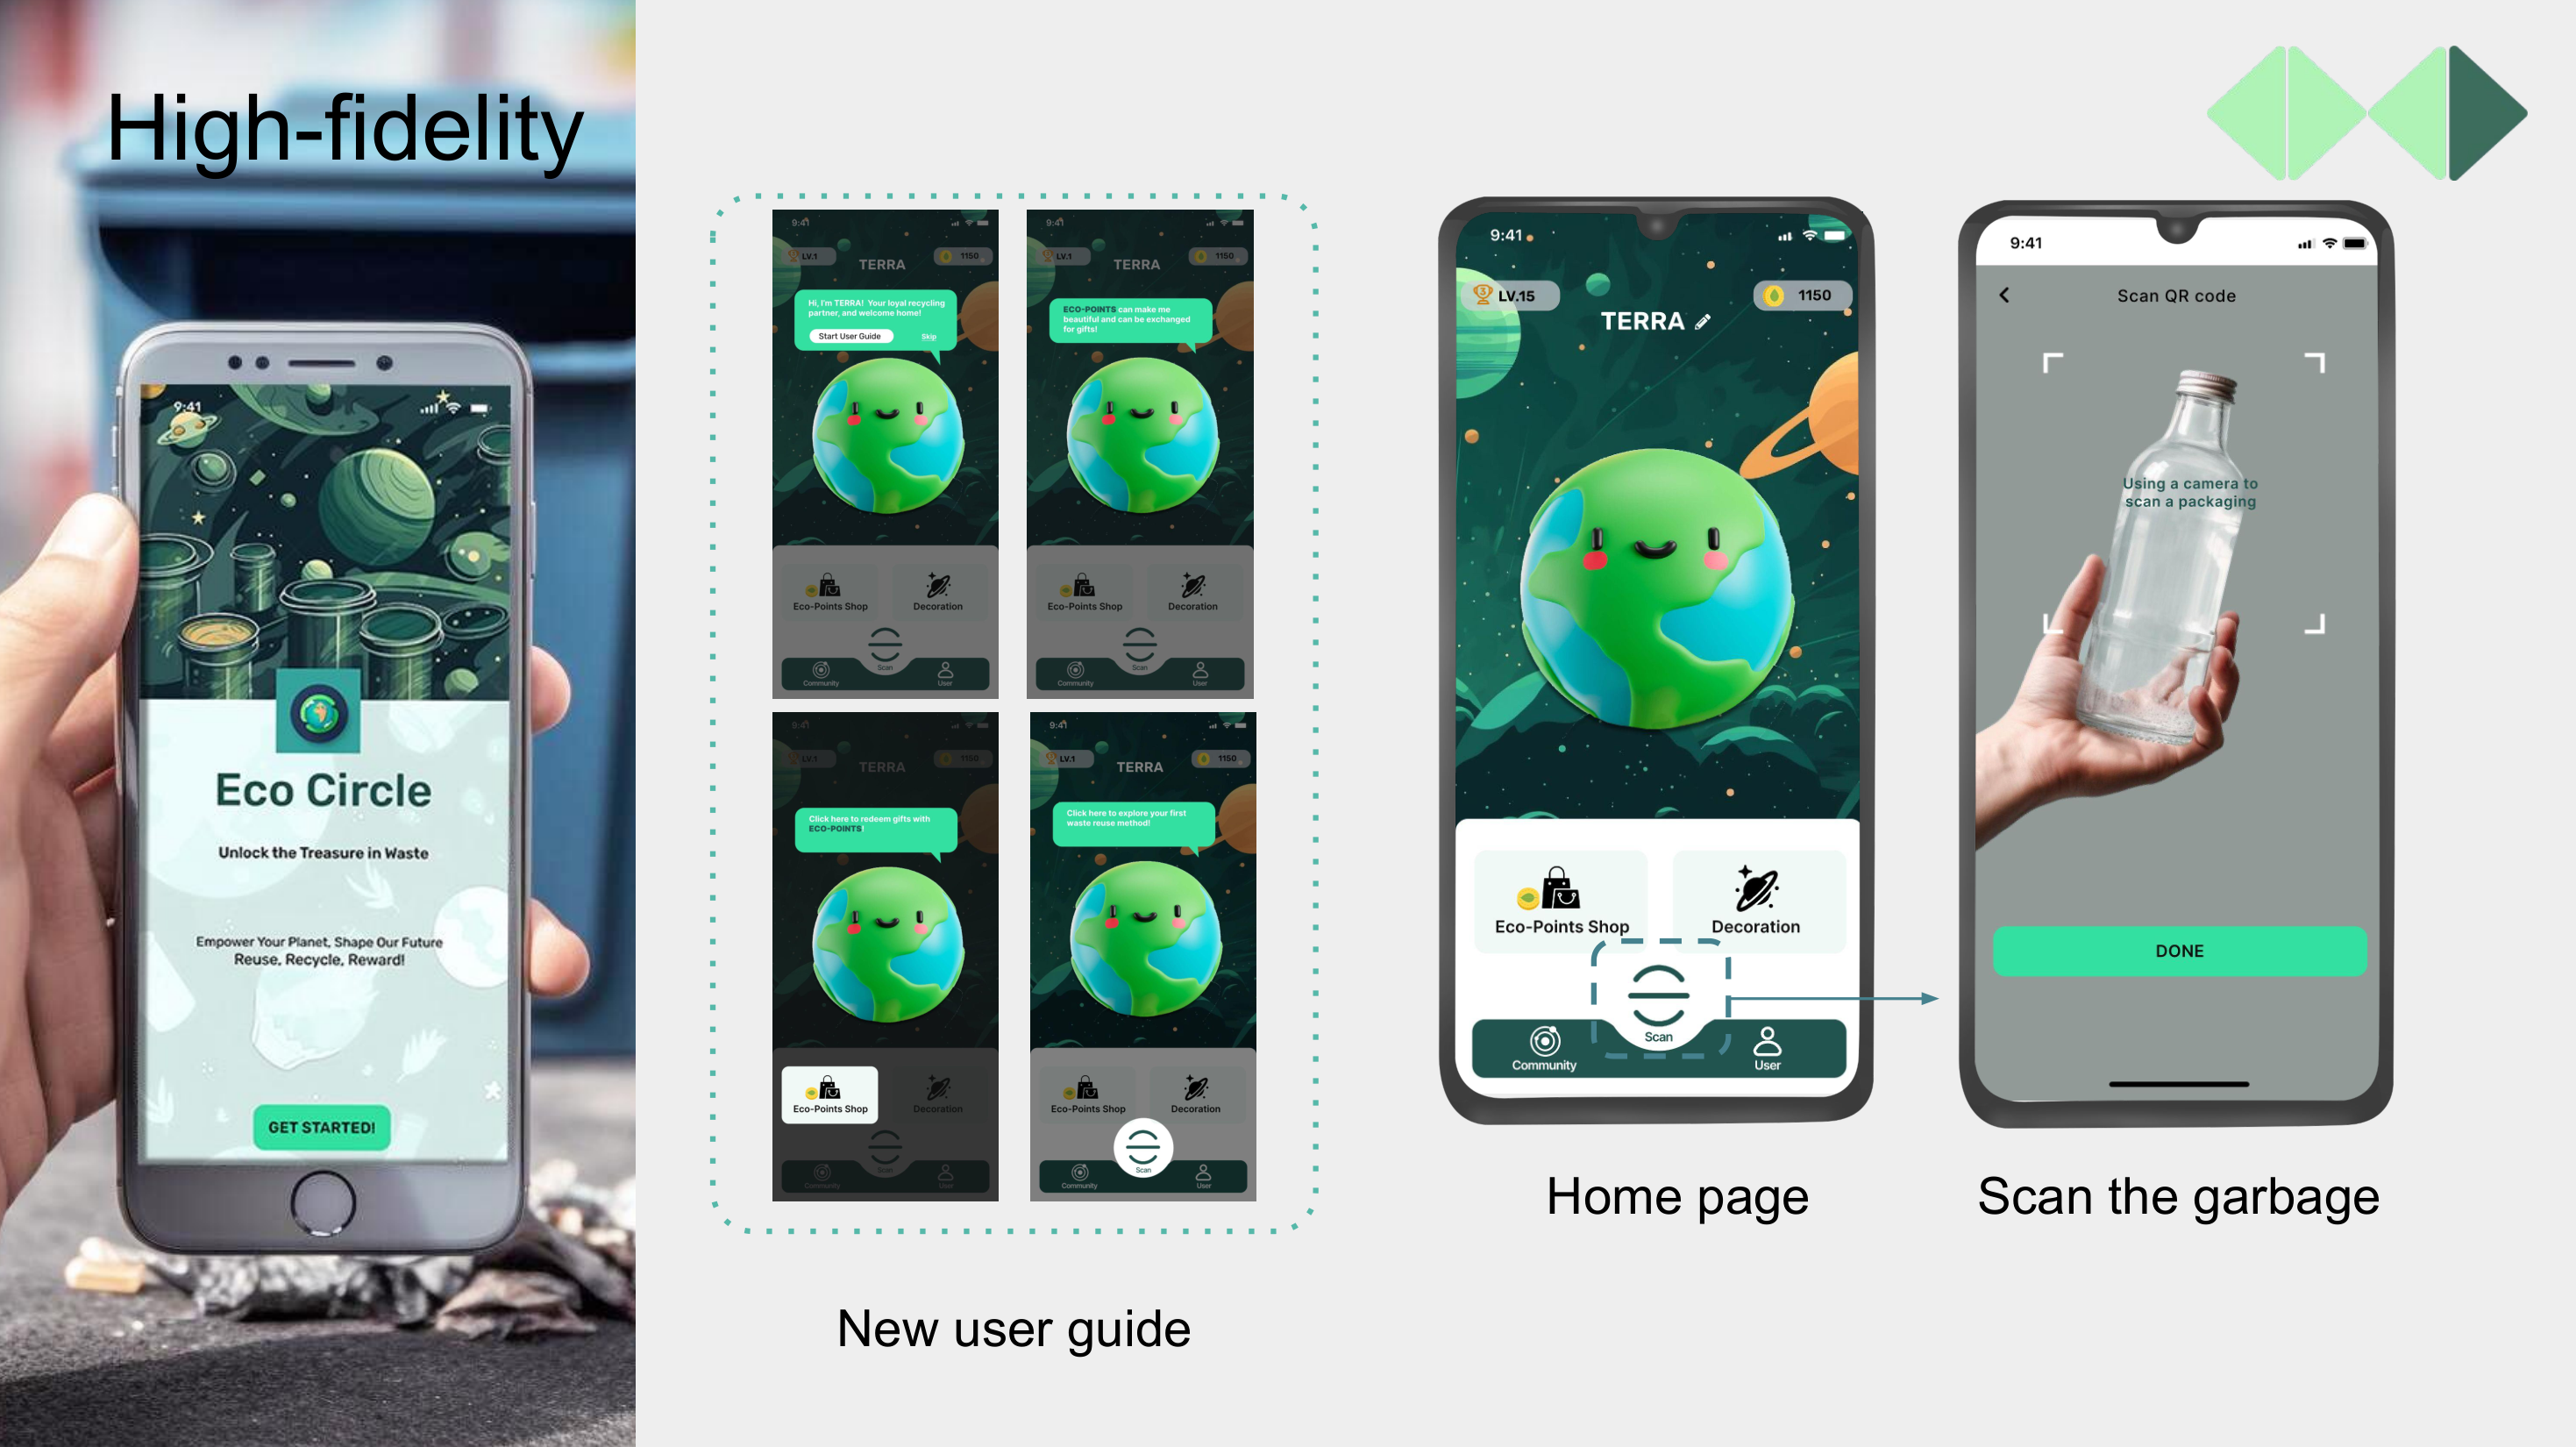 High-fidelity
9:41
Eco Circle
Unlock the Treasure in Waste
Empower Your Planet, Shape Our Future
Reuse, Recycle, Reward!
GET STARTED!
9:41
LV.1
1150
TERRA
Hi, I'm TERRA! Your loyal recycling
partner, and welcome home!
Start User Guide
Skip
Eco-Points Shop
Decoration
Scan
Community
User
9:41
LV.1
1150
TERRA
ECO-POINTS can make me
beautiful and can be exchanged
for gifts!
Eco-Points Shop
Decoration
Scan
Community
User
9:41
LV.1
1150
TERRA
Click here to redeem gifts with
ECO-POINTS!
Eco-Points Shop
Decoration
Scan
Community
User
9:41
LV.1
1150
TERRA
Click here to explore your first
waste reuse method!
Eco-Points Shop
Decoration
Scan
Community
User
New user guide
9:41
3
LV.15
1150
TERRA
Eco-Points Shop
Decoration
Scan
Community
User
Home page
9:41
Scan QR code
Using a camera to
scan a packaging
DONE
Scan the garbage